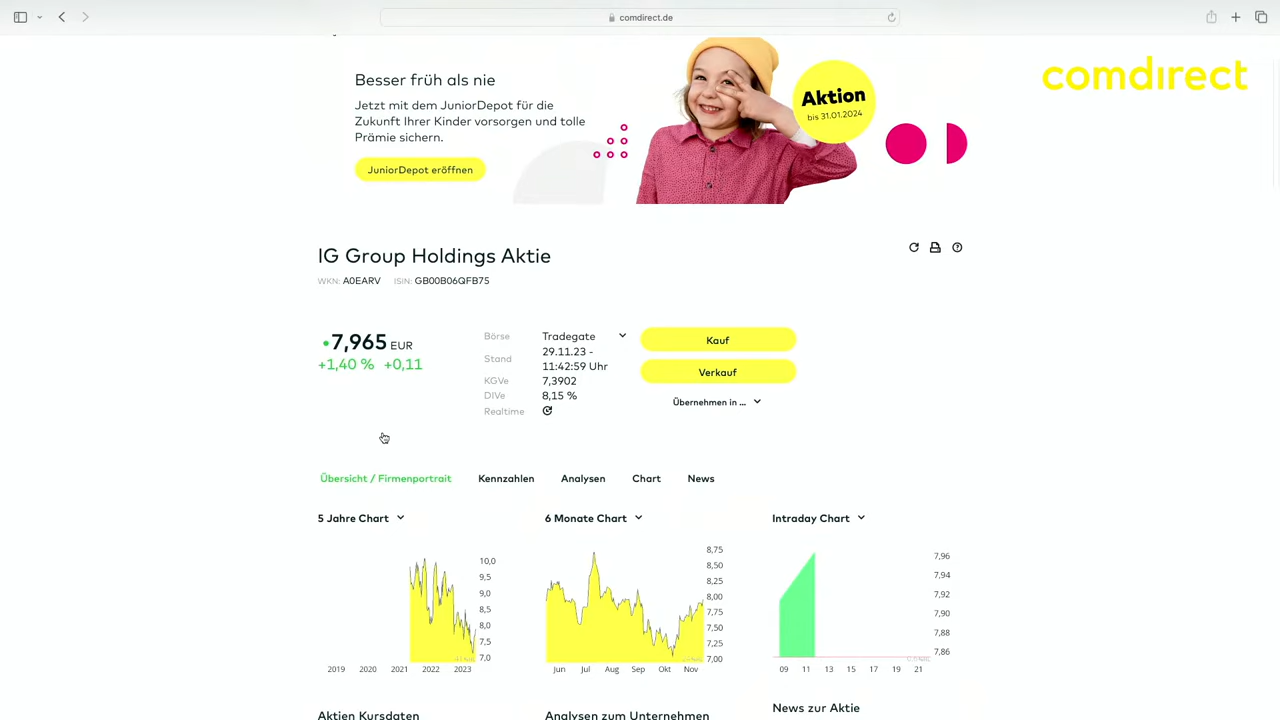 comdirect.de
comdirect
Besser früh als nie
Jetzt mit dem JuniorDepot für die
Zukunft Ihrer Kinder vorsorgen und tolle
Prämie sichern.
JuniorDepot eröffnen
Aktion
bis 31.01.2024
IG Group Holdings Aktie
WKN: A0EARV ISIN: GB00B06QFB75
7,965 EUR
+1,40 % +0,11
Börse Tradegate
Stand 29.11.23 -
11:42:59 Uhr
KGVe 7,3902
DIVe 8,15 %
Realtime
Kauf
Verkauf
Übernehmen in ...
Übersicht / Firmenportrait Kennzahlen Analysen Chart News
5 Jahre Chart
10,0
9,5
9,0
8,5
8,0
7,5
7,0
2019 2020 2021 2022 2023
6 Monate Chart
8,75
8,50
8,25
8,00
7,75
7,50
7,25
7,00
Jun Jul Aug Sep Okt Nov
Intraday Chart
7,96
7,94
7,92
7,90
7,88
7,86
09 11 13 15 17 19 21
Aktien Kursdaten
Analysen zum Unternehmen
News zur Aktie